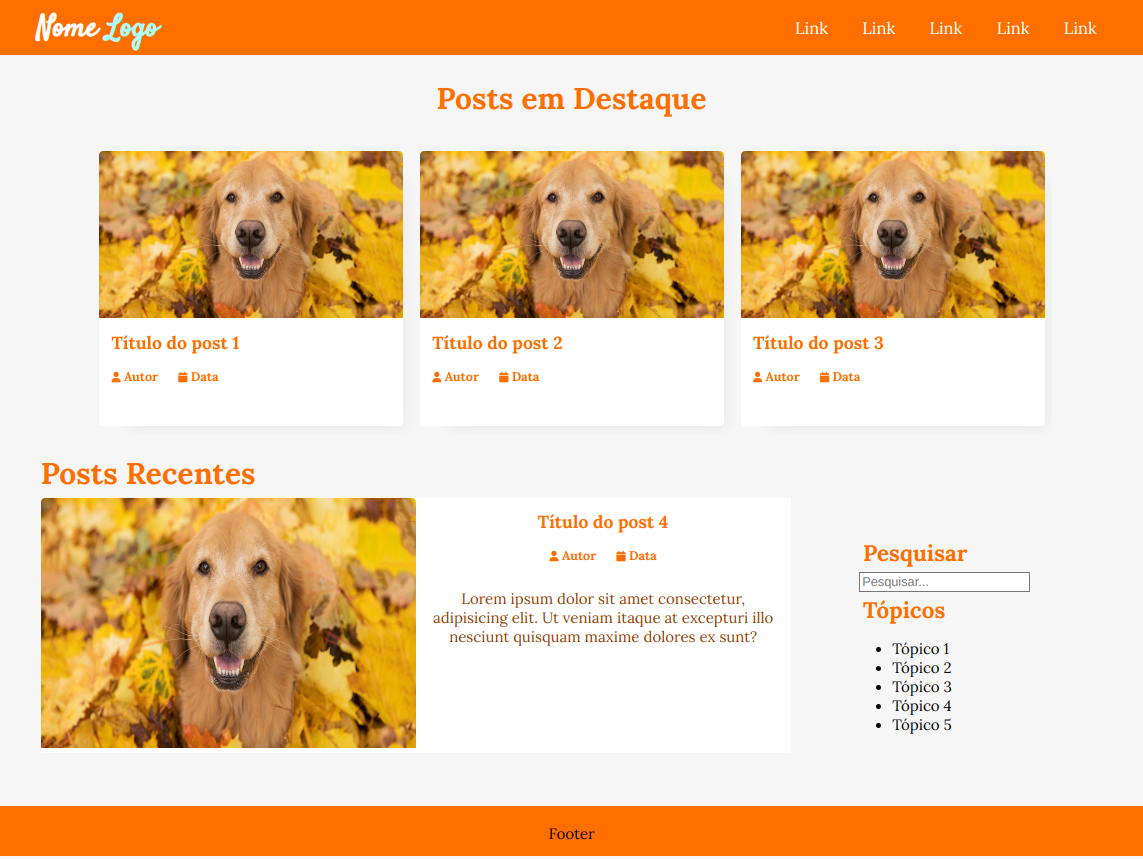 Nome Logo
Link Link Link Link Link
Posts em Destaque
Título do post 1
Autor Data
Título do post 2
Autor Data
Título do post 3
Autor Data
Posts Recentes
Título do post 4
Autor Data
Lorem ipsum dolor sit amet consectetur,
adipisicing elit. Ut veniam itaque at excepturi illo
nesciunt quisquam maxime dolores ex sunt?
Pesquisar
Pesquisar...
Tópicos
Tópico 1
Tópico 2
Tópico 3
Tópico 4
Tópico 5
Footer